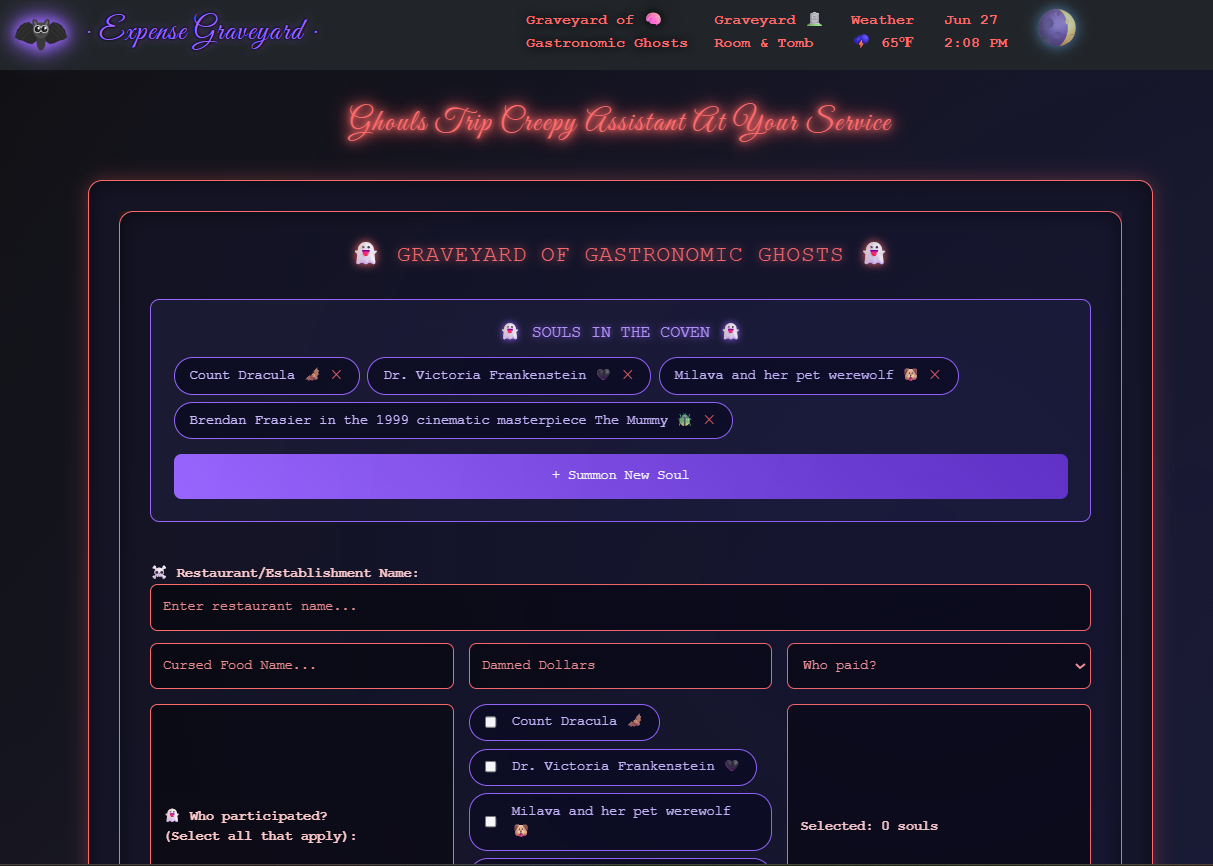 · Expense Graveyard ·
Graveyard of 🧠
Gastronomic Ghosts
Graveyard 🪦
Room & Tomb
Weather
🌩️ 65°F
Jun 27
2:08 PM
Ghouls Trip Creepy Assistant At Your Service
👻 GRAVEYARD OF GASTRONOMIC GHOSTS 👻
👻 SOULS IN THE COVEN 👻
Count Dracula 🦇 ×
Dr. Victoria Frankenstein 🖤 ×
Milava and her pet werewolf 🐹 ×
Brendan Frasier in the 1999 cinematic masterpiece The Mummy 🪲 ×
+ Summon New Soul
☠️ Restaurant/Establishment Name:
Enter restaurant name...
Cursed Food Name...
Damned Dollars
Who paid?
👻 Who participated?
(Select all that apply):
Count Dracula 🦇
Dr. Victoria Frankenstein 🖤
Milava and her pet werewolf
🐹
Selected: 0 souls